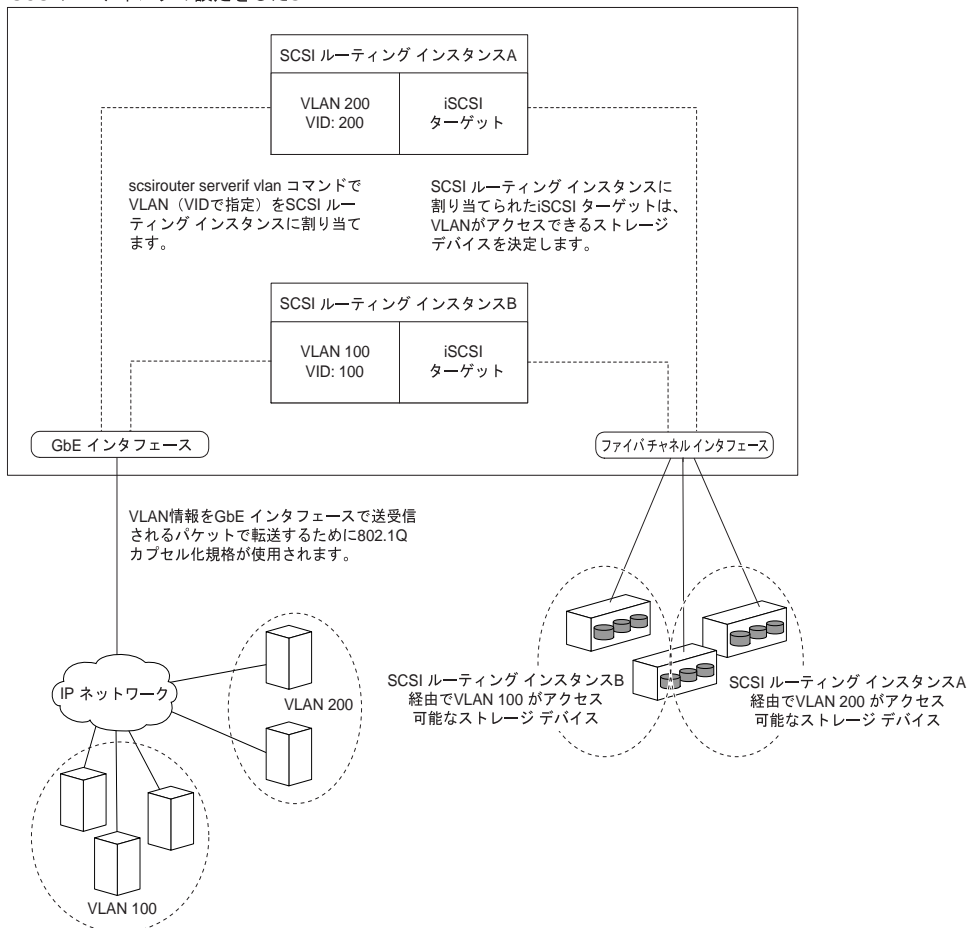 SCSI ルーティング インスタンスA
VLAN 200
VID: 200
iSCSI
ターゲット
scsirouter serverif vlan コマンドで
VLAN（VIDで指定）をSCSI ルー
ティング インスタンスに割り当て
ます。
SCSI ルーティング インスタンスに
割り当てられたiSCSI ターゲットは、
VLANがアクセスできるストレージ
デバイスを決定します。
SCSI ルーティング インスタンスB
VLAN 100
VID: 100
iSCSI
ターゲット
GbE インタフェース
ファイバ チャネル インタフェース
VLAN情報をGbE インタフェースで送受信
されるパケットで転送するために802.1Q
カプセル化規格が使用されます。
IP ネットワーク
VLAN 200
SCSI ルーティング インスタンスB
経由でVLAN 100 がアクセス
可能なストレージ デバイス
SCSI ルーティング インスタンスA
経由でVLAN 200 がアクセス
可能なストレージ デバイス
VLAN 100